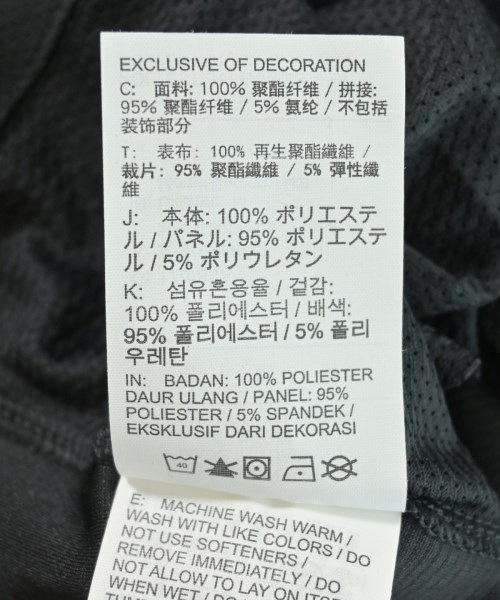 EXCLUSIVE OF DECORATION
C: 面料: 100% 聚酯纤维 / 拼接:
95% 聚酯纤维 / 5% 氨纶 / 不包括
装饰部分
T: 表布: 100% 再生聚酯纖維 /
裁片: 95% 聚酯纖維 / 5% 彈性纖
維
J: 本体: 100% ポリエステ
ル / パネル: 95% ポリエステ
ル / 5% ポリウレタン
K: 섬유혼용율 / 겉감:
100% 폴리에스터 / 배색:
95% 폴리에스터 / 5% 폴리
우레탄
IN: BADAN: 100% POLIESTER
DAUR ULANG / PANEL: 95%
POLIESTER / 5% SPANDEK /
EKSKLUSIF DARI DEKORASI
40
E: MACHINE WASH WARM /
WASH WITH LIKE COLORS / DO
NOT USE SOFTENERS /
REMOVE IMMEDIATELY / DO
NOT ALLOW TO LAY ON ITSELF
WHEN WET / DO